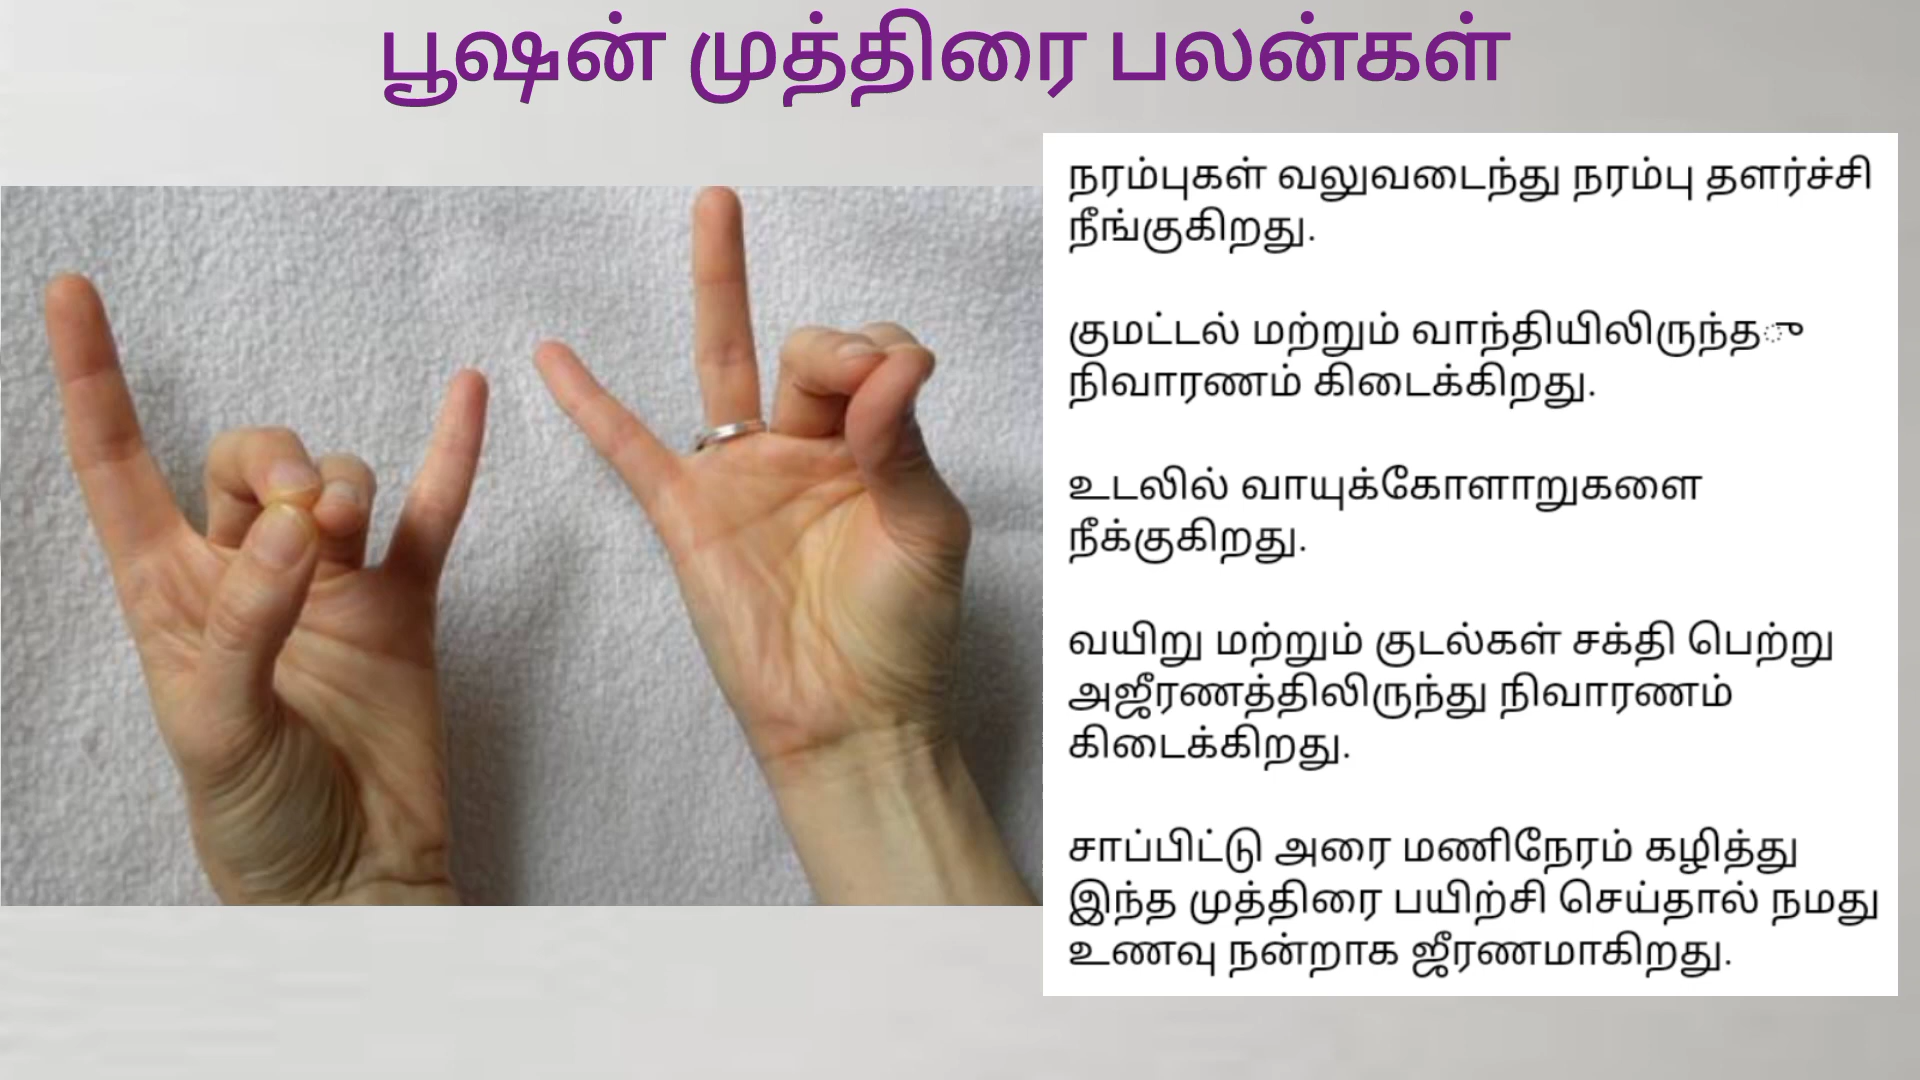 பூஷன் முத்திரை பலன்கள்
நரம்புகள் வலுவடைந்து நரம்பு தளர்ச்சி
நீங்குகிறது.
குமட்டல் மற்றும் வாந்தியிலிருந்த◌ு
நிவாரணம் கிடைக்கிறது.
உடலில் வாயுக்கோளாறுகளை
நீக்குகிறது.
வயிறு மற்றும் குடல்கள் சக்தி பெற்று
அஜீரணத்திலிருந்து நிவாரணம்
கிடைக்கிறது.
சாப்பிட்டு அரை மணிநேரம் கழித்து
இந்த முத்திரை பயிற்சி செய்தால் நமது
உணவு நன்றாக ஜீரணமாகிறது.